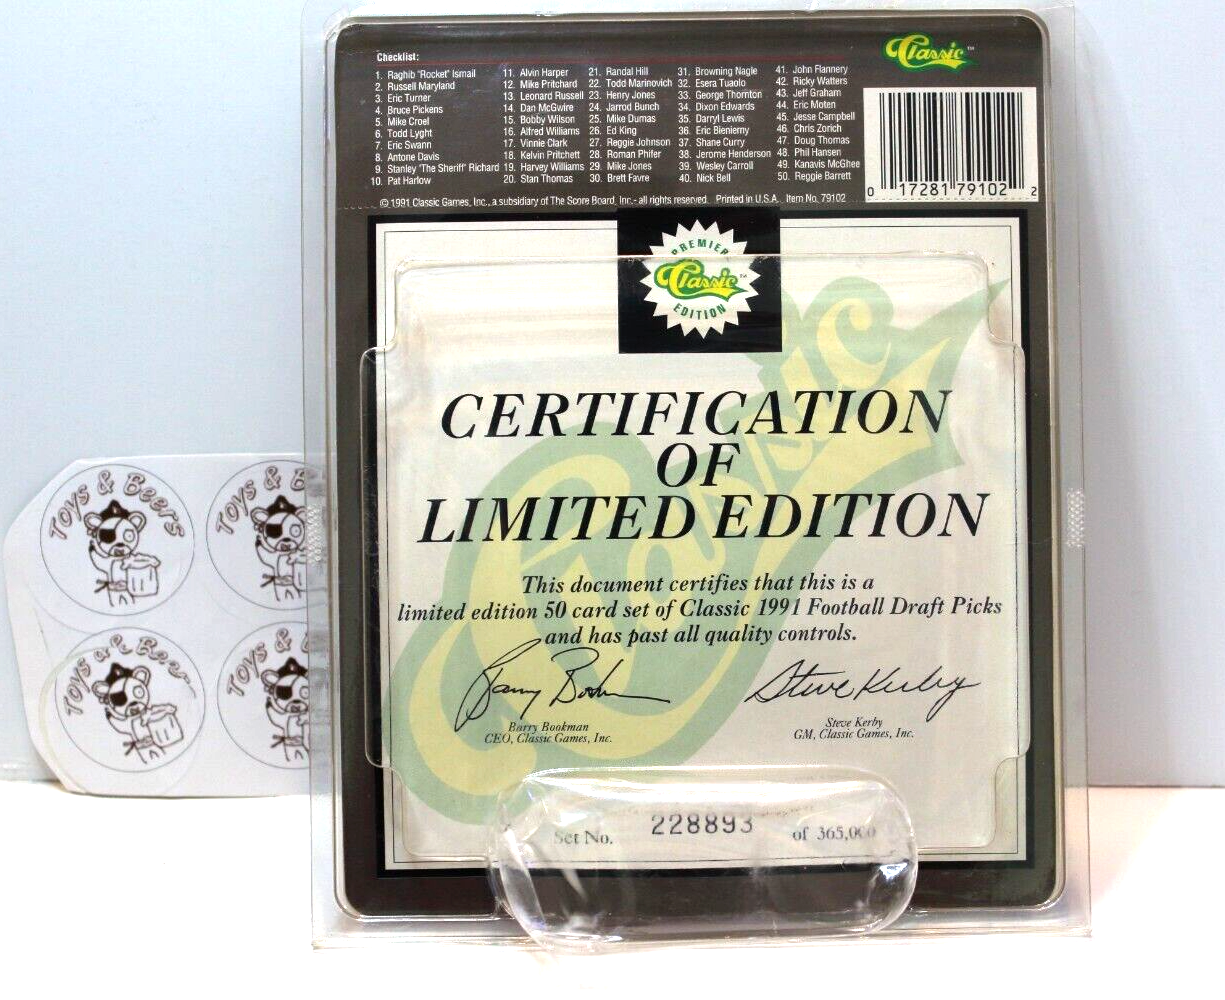 Checklist:
Classic™
1. Raghib "Rocket" Ismail
2. Russell Maryland
3. Eric Turner
4. Bruce Pickens
5. Mike Croel
6. Todd Lyght
7. Eric Swann
8. Antone Davis
9. Stanley "The Sheriff" Richard
10. Pat Harlow
11. Alvin Harper
12. Mike Pritchard
13. Leonard Russell
14. Dan McGwire
15. Bobby Wilson
16. Alfred Williams
17. Vinnie Clark
18. Kelvin Pritchett
19. Harvey Williams
20. Stan Thomas
21. Randal Hill
22. Todd Marinovich
23. Henry Jones
24. Jarrod Bunch
25. Mike Dumas
26. Ed King
27. Reggie Johnson
28. Roman Phifer
29. Mike Jones
30. Brett Favre
31. Browning Nagle
32. Esera Tuaolo
33. George Thornton
34. Dixon Edwards
35. Darryl Lewis
36. Eric Bieniemy
37. Shane Curry
38. Jerome Henderson
39. Wesley Carroll
40. Nick Bell
41. John Flannery
42. Ricky Watters
43. Jeff Graham
44. Eric Moten
45. Jesse Campbell
46. Chris Zorich
47. Doug Thomas
48. Phil Hansen
49. Kanavis McGhee
50. Reggie Barrett
0 17281 79102 2
© 1991 Classic Games, Inc., a subsidiary of The Score Board, Inc.- all rights reserved. Printed in U.S.A. Item No. 79102
PREMIER
Classic™
EDITION
Classic
CERTIFICATION
OF
LIMITED EDITION
This document certifies that this is a
limited edition 50 card set of Classic 1991 Football Draft Picks
and has past all quality controls.
Steve Kerby
Barry Bookman
CEO, Classic Games, Inc.
Steve Kerby
GM, Classic Games, Inc.
Set No. 228893 of 365,000
Toys & Beers
Toys & B
Toys & Beers
Toys &